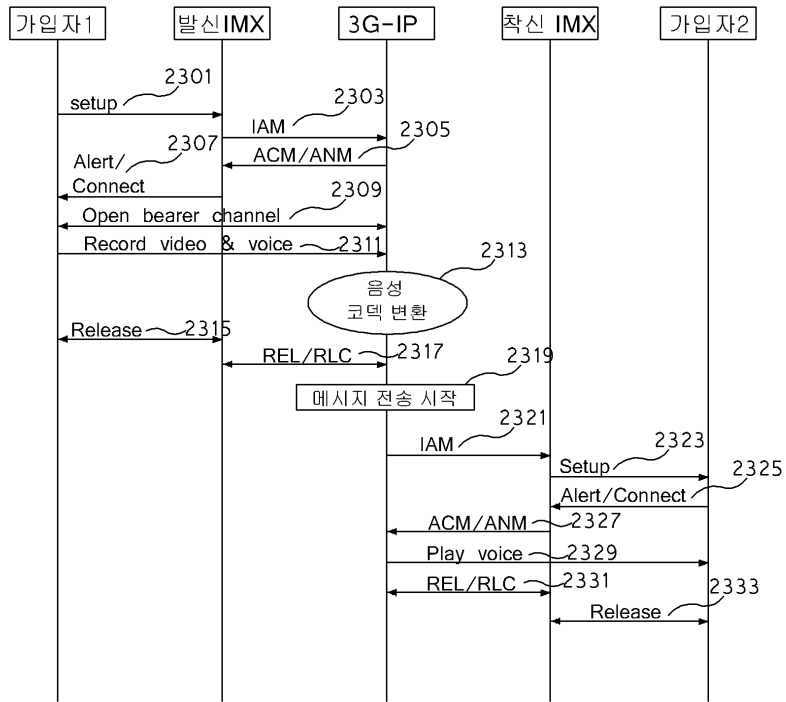 가입자1
발신IMX
3G-IP
착신 IMX
가입자2
2301
setup
2303
IAM
2305
ACM/ANM
2307
Alert/
Connect
2309
Open bearer channel
Record video & voice
2311
2313
음성
코덱 변환
Release
2315
REL/RLC
2317
2319
메시지 전송 시작
2321
IAM
2323
Setup
2325
Alert/Connect
ACM/ANM
2327
Play voice
2329
REL/RLC
2331
2333
Release